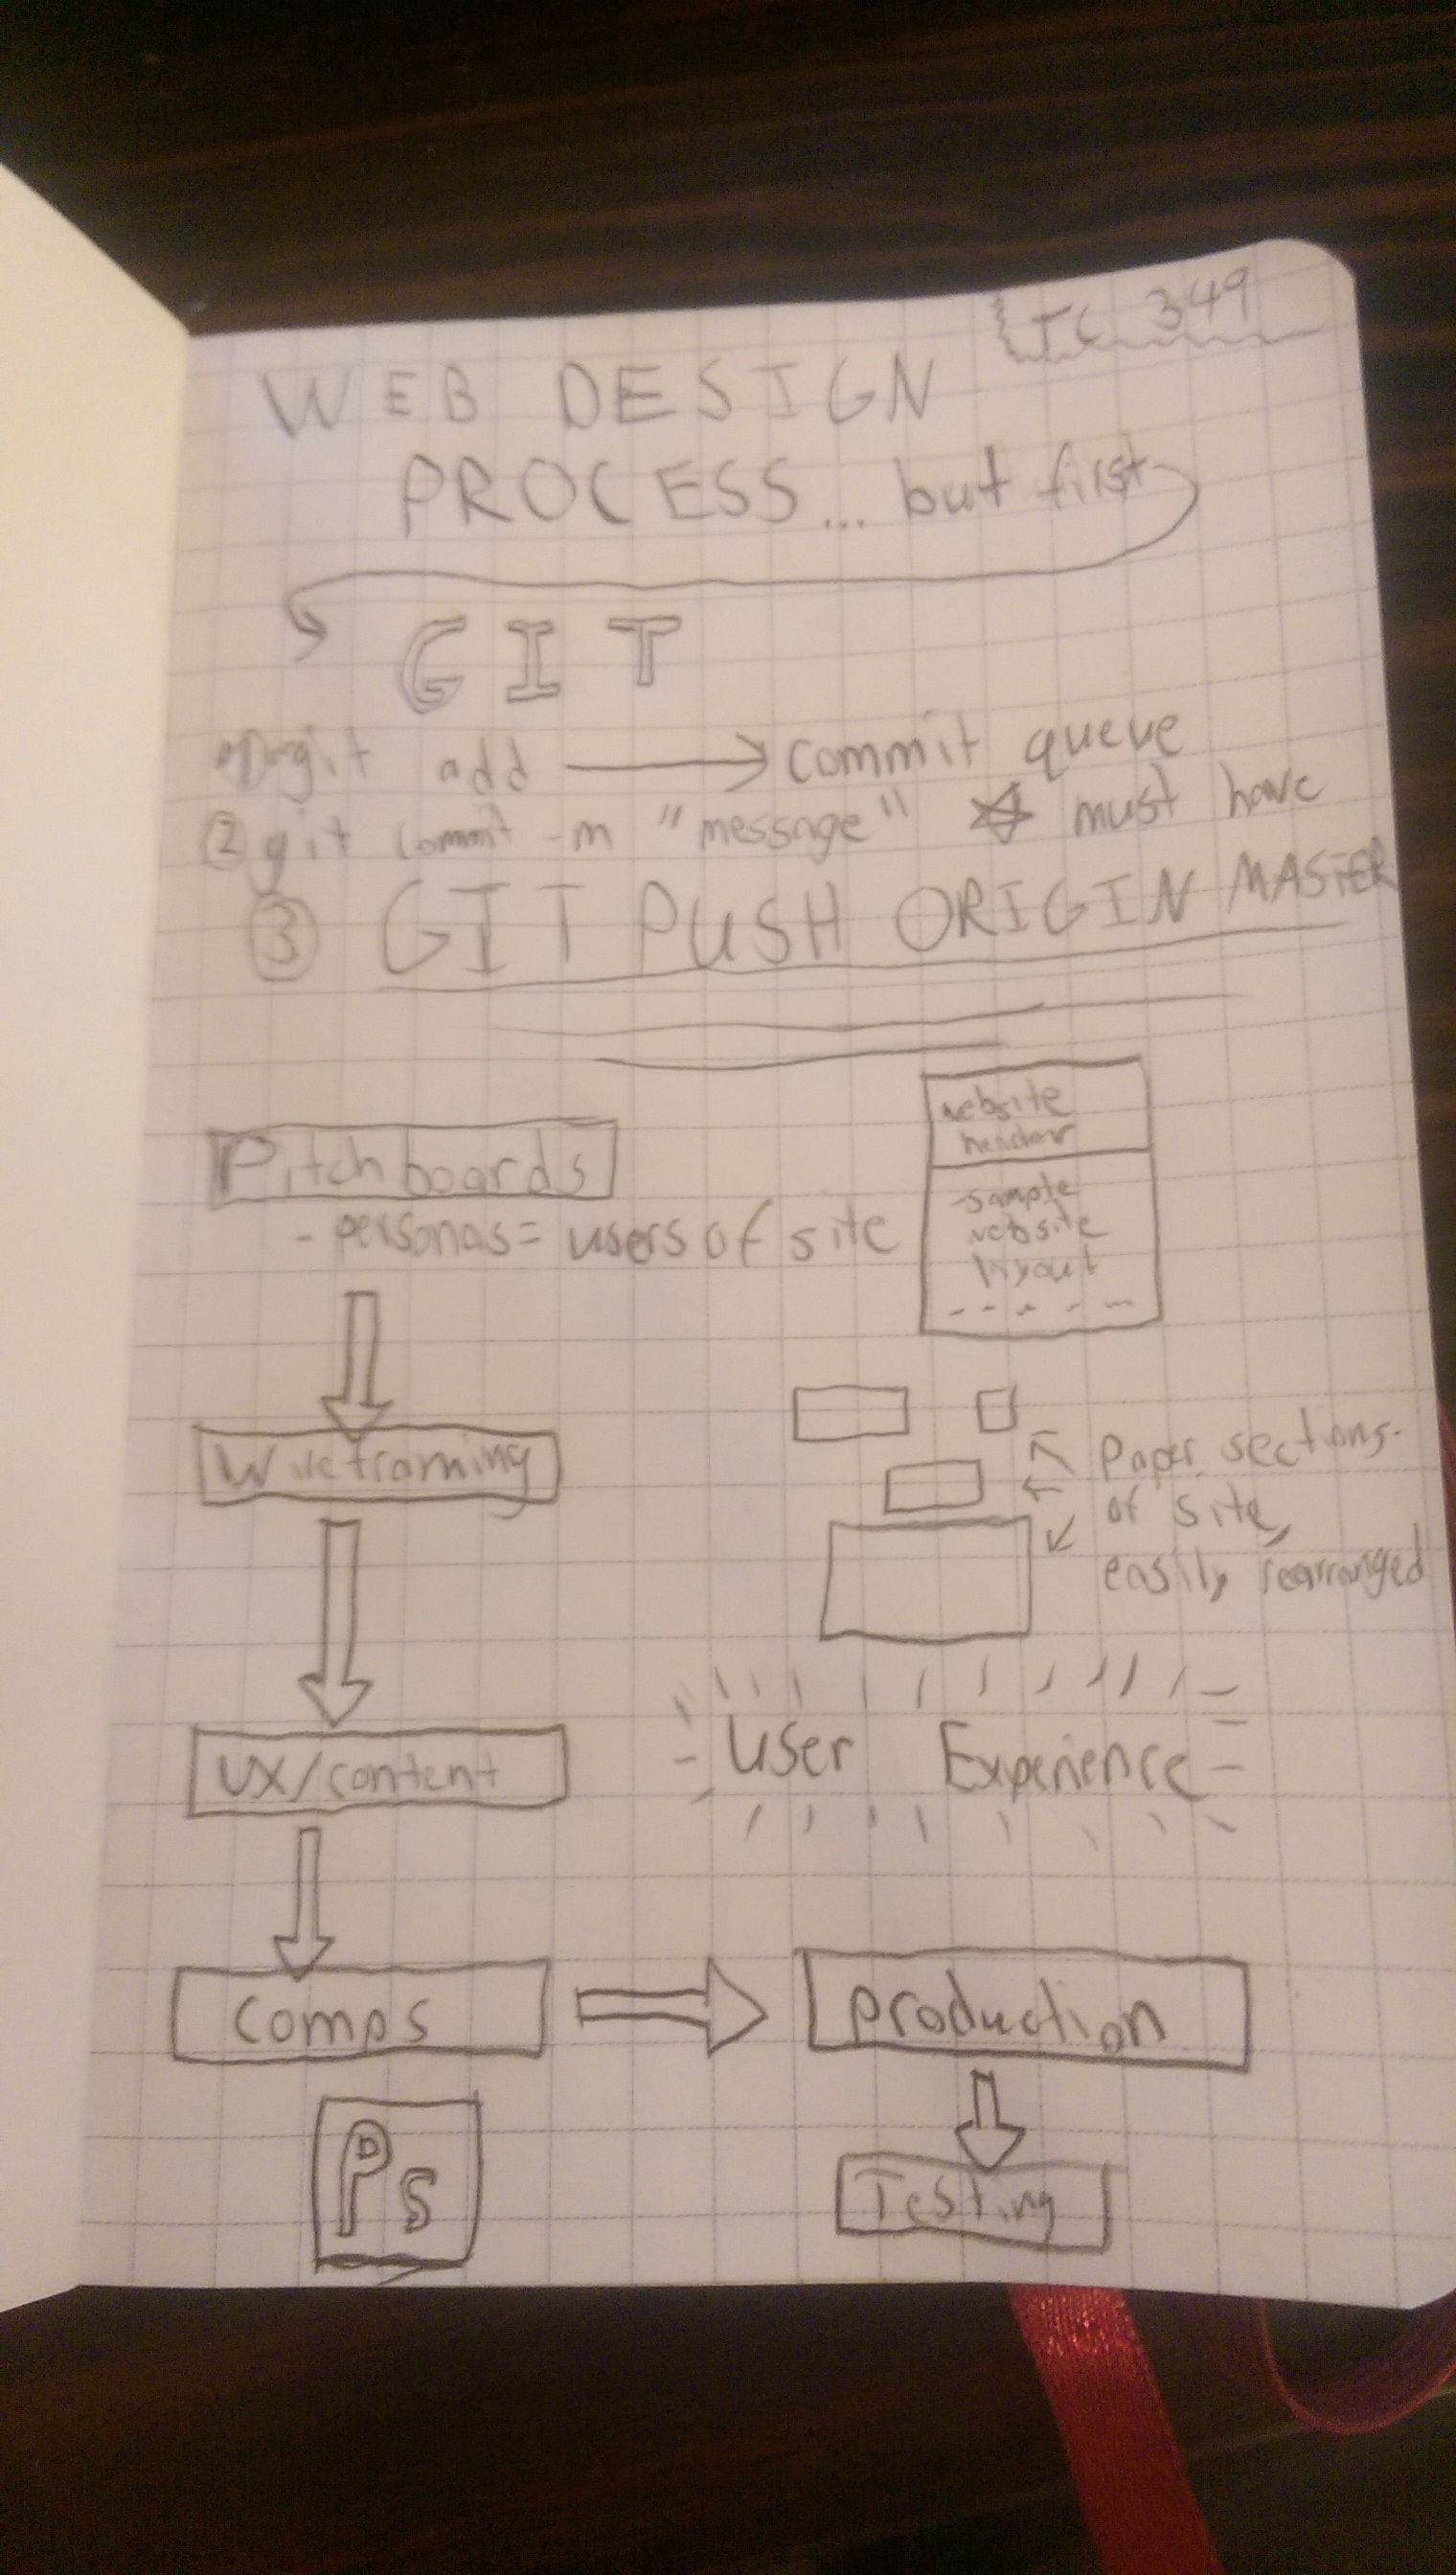 TC 349
WEB DESIGN
PROCESS... but first
GIT
① git add → commit queue
② git commit -m "message" ☆ must have
③ GIT PUSH ORIGIN MASTER
website
header
Pitchboards
- sample
website
layout
- personas = users of site
Wireframing
Paper sections
of site,
easily rearranged
UX/content
User Experience
comps
production
Ps
Testing